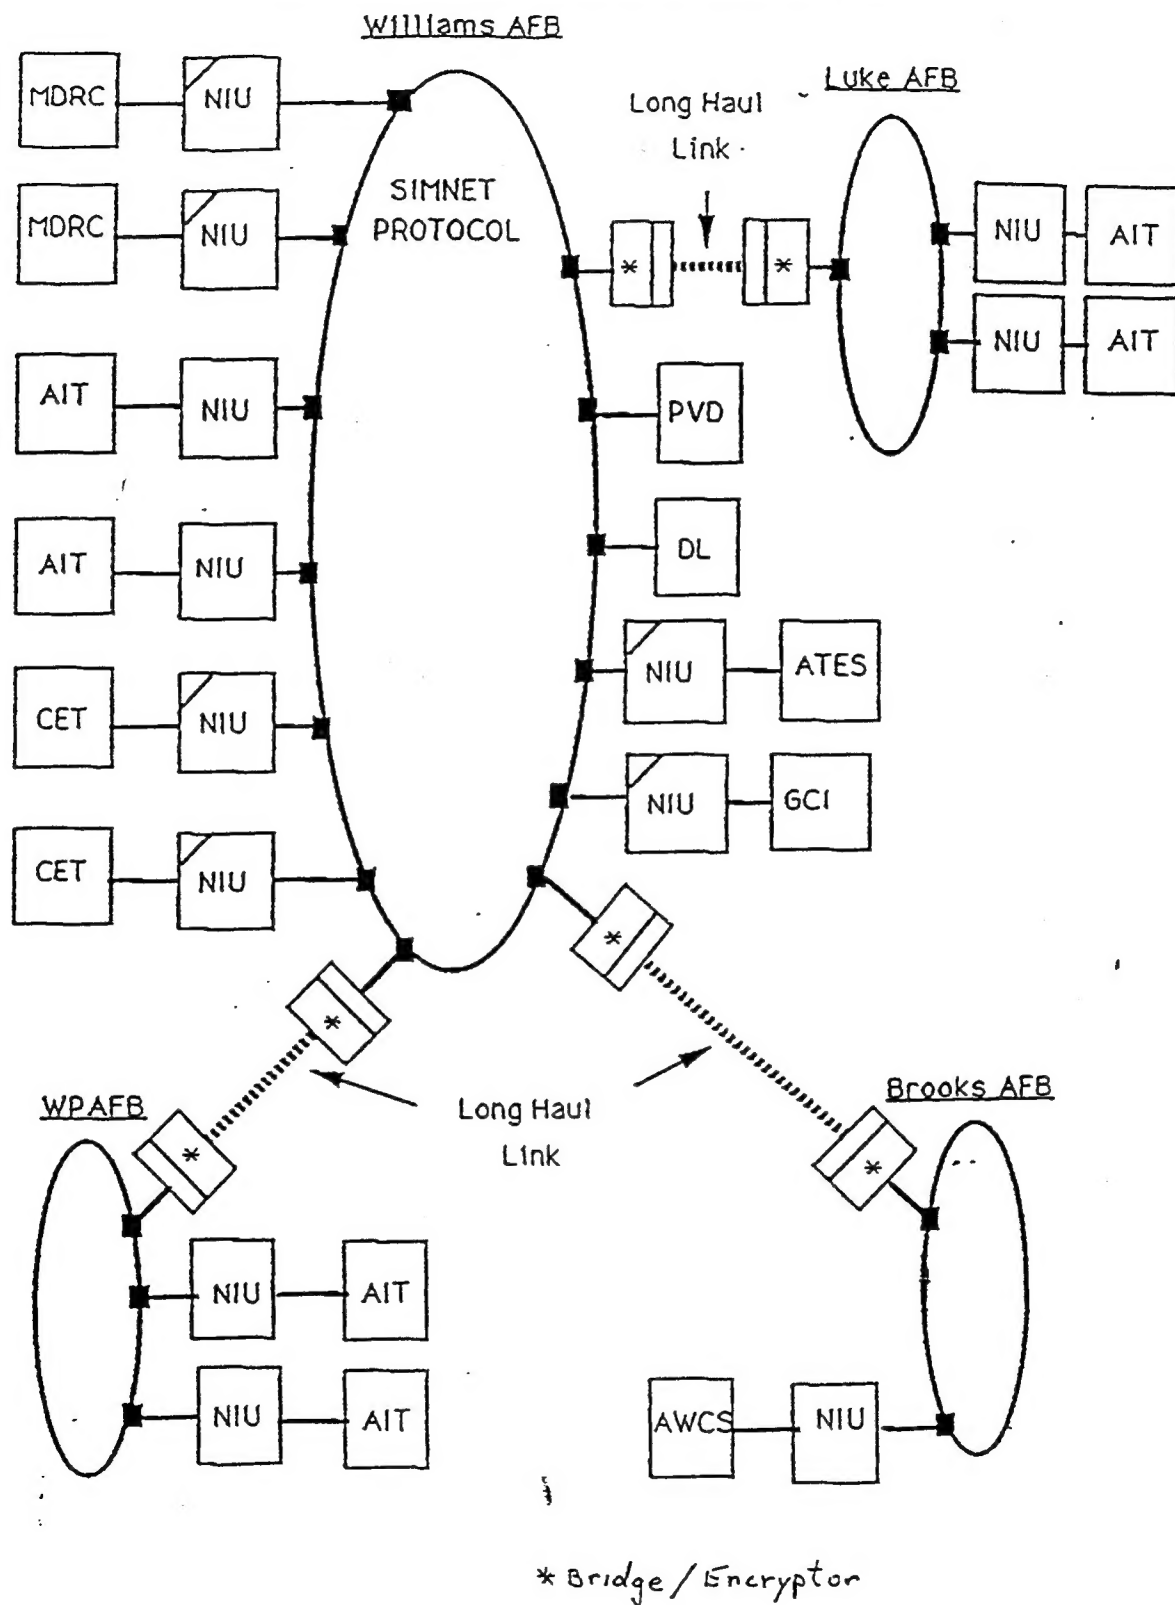 Williams AFB
Luke AFB
Long Haul
Link
MDRC
NIU
SIMNET
PROTOCOL
MDRC
NIU
*
*
NIU
AIT
NIU
AIT
AIT
NIU
PVD
AIT
NIU
DL
CET
NIU
NIU
ATES
CET
NIU
NIU
GCI
*
*
Long Haul
Link
WPAFB
Brooks AFB
*
*
NIU
AIT
NIU
AIT
AWCS
NIU
* Bridge / Encryptor